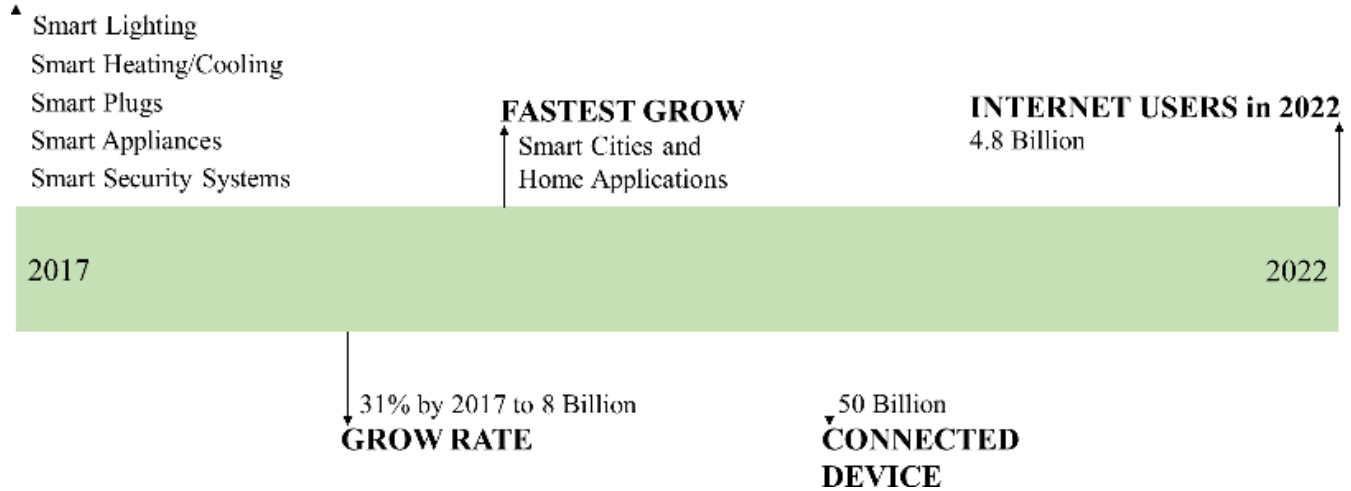 Smart Lighting
Smart Heating/Cooling
Smart Plugs
Smart Appliances
Smart Security Systems
FASTEST GROW
Smart Cities and
Home Applications
INTERNET USERS in 2022
4.8 Billion
2017
2022
31% by 2017 to 8 Billion
GROW RATE
50 Billion
CONNECTED
DEVICE